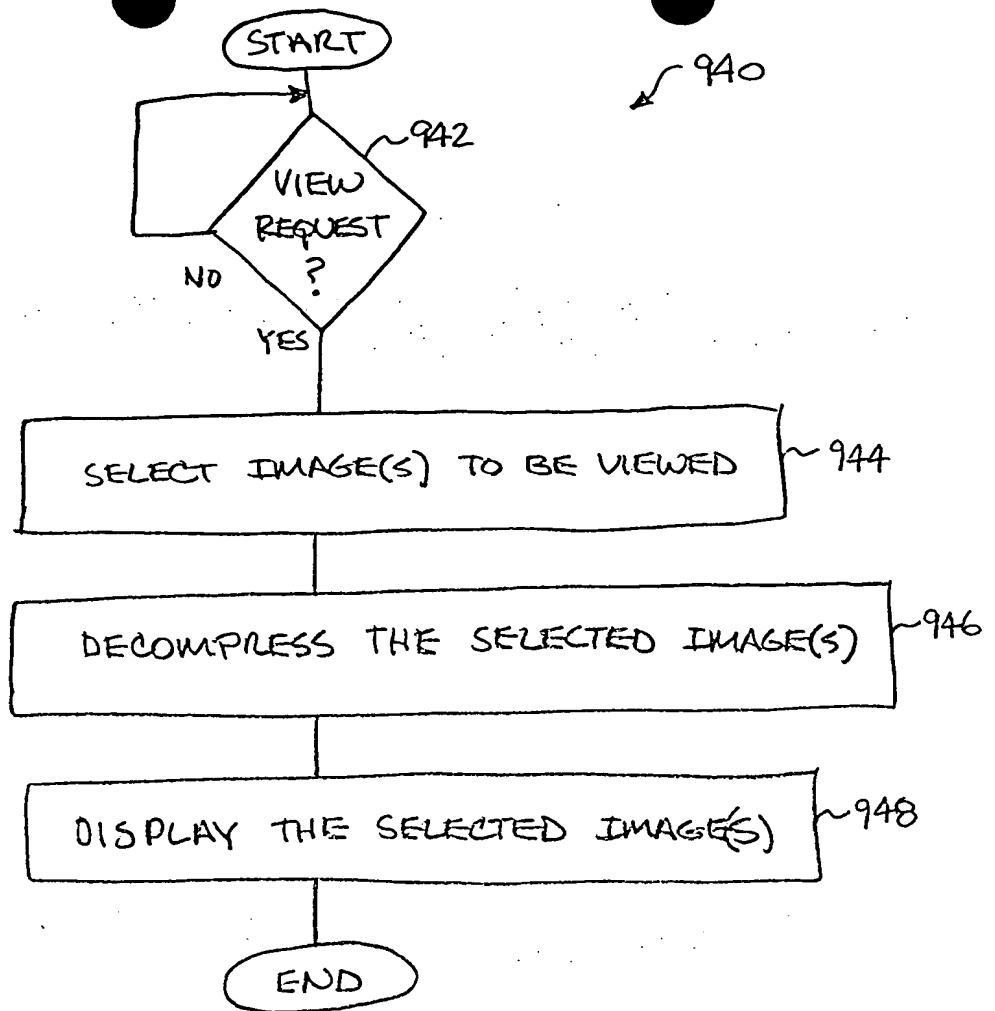 START
940
942
VIEW
REQUEST
?
NO
YES
SELECT IMAGE(S) TO BE VIEWED
944
DECOMPRESS THE SELECTED IMAGE(S)
946
DISPLAY THE SELECTED IMAGE(S)
948
END